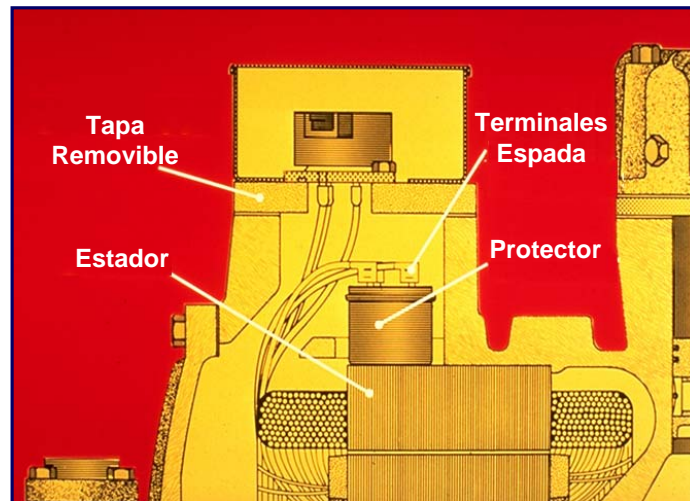 Tapa
Removible
Terminales
Espada
Estador
Protector